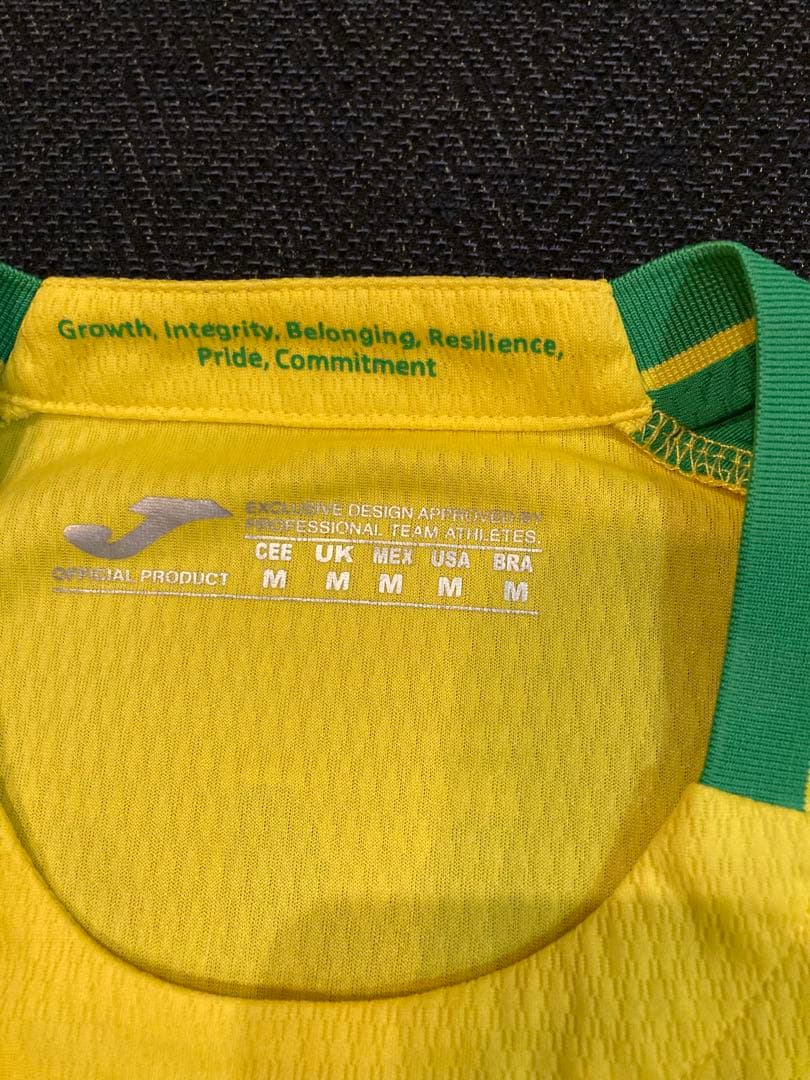 Growth, Integrity, Belonging, Resilience,
Pride, Commitment
EXCLUSIVE DESIGN APPROVED BY
PROFESSIONAL TEAM ATHLETES.
CEE UK MEX USA BRA
M M M M M
OFFICIAL PRODUCT